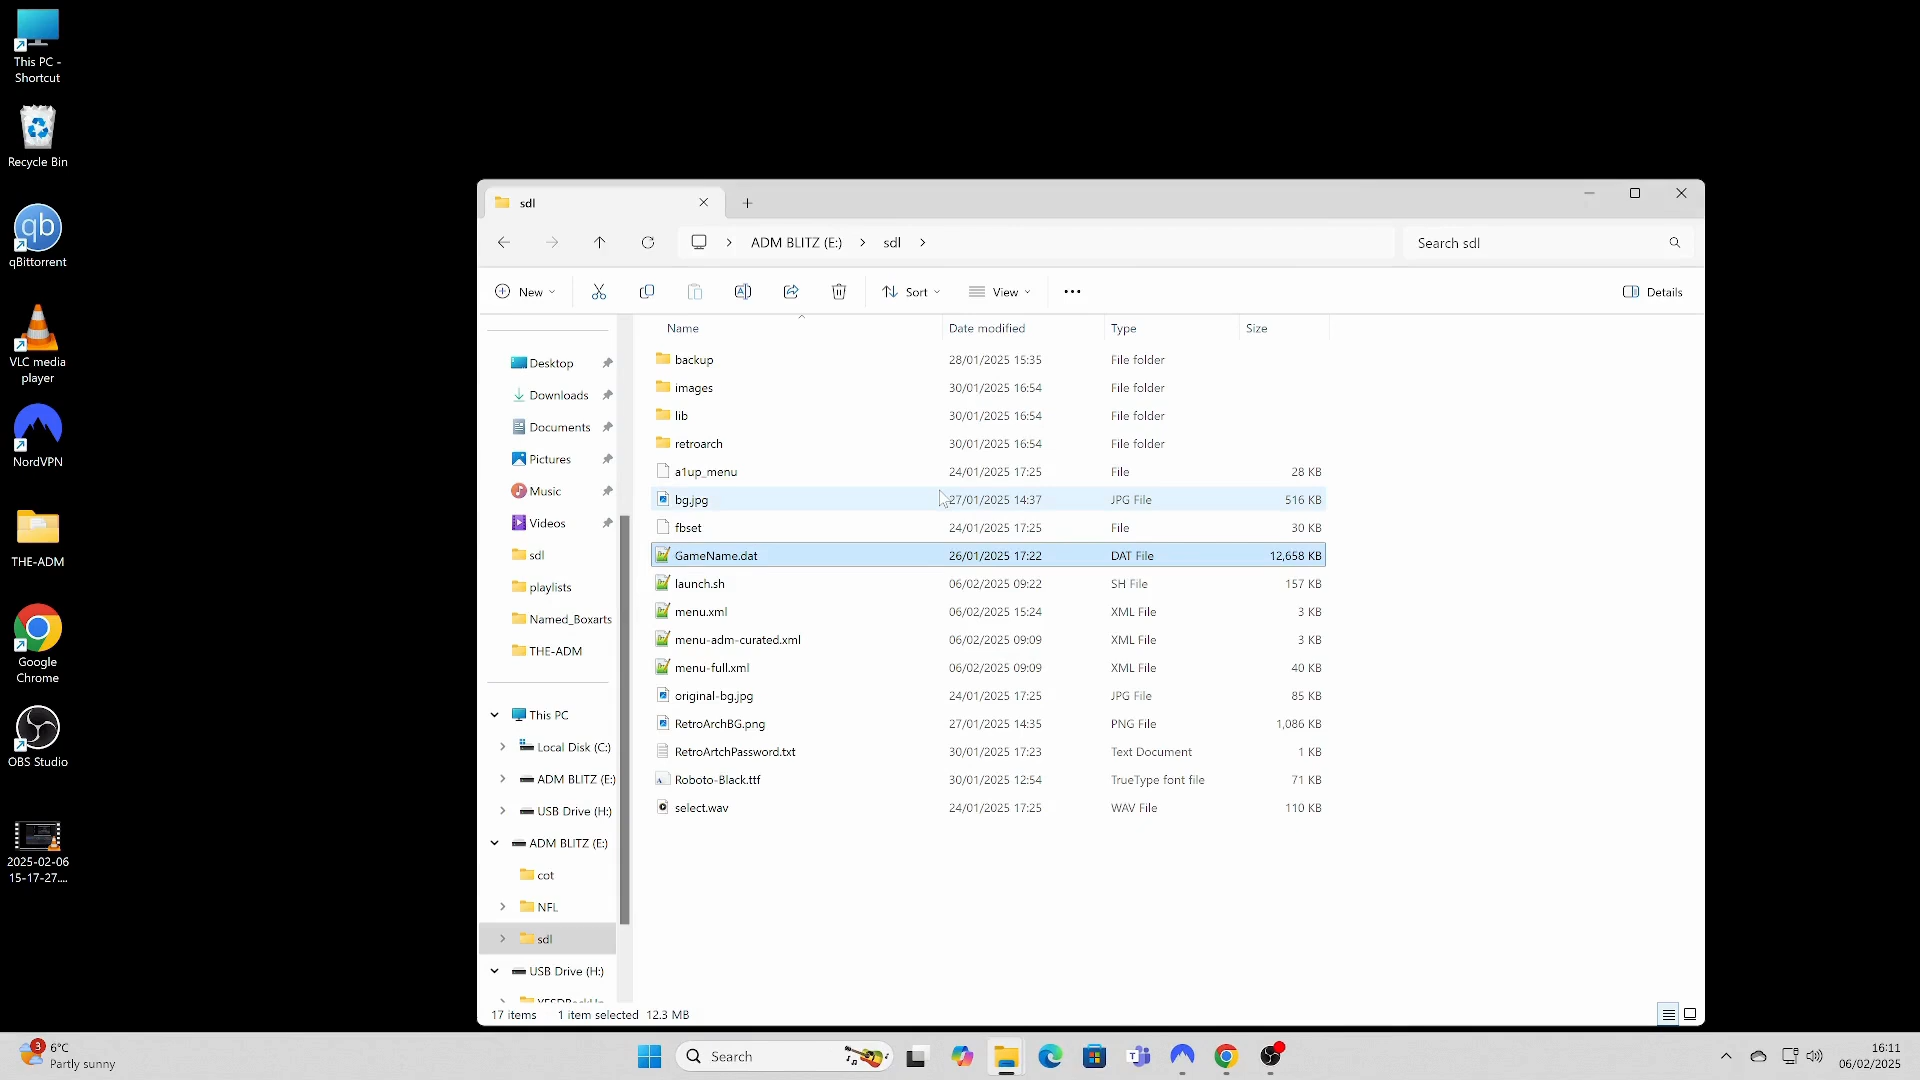 This PC -
Shortcut
Recycle Bin
qb
qBittorrent
VLC media
player
NordVPN
THE-ADM
Google
Chrome
OBS Studio
2025-02-06
15-17-27....
sdl
ADM BLITZ (E:)
sdl
Search sdl
New
Sort
View
Details
Name Date modified Type Size
Desktop
Downloads
Documents
Pictures
Music
Videos
sdl
playlists
Named_Boxarts
THE-ADM
This PC
Local Disk (C:)
ADM BLITZ (E:)
USB Drive (H:)
ADM BLITZ (E:)
cot
NFL
sdl
USB Drive (H:)
backup 28/01/2025 15:35 File folder
images 30/01/2025 16:54 File folder
lib 30/01/2025 16:54 File folder
retroarch 30/01/2025 16:54 File folder
a1up_menu 24/01/2025 17:25 File 28 KB
bg.jpg 27/01/2025 14:37 JPG File 516 KB
fbset 24/01/2025 17:25 File 30 KB
GameName.dat 26/01/2025 17:22 DAT File 12,658 KB
launch.sh 06/02/2025 09:22 SH File 157 KB
menu.xml 06/02/2025 15:24 XML File 3 KB
menu-adm-curated.xml 06/02/2025 09:09 XML File 3 KB
menu-full.xml 06/02/2025 09:09 XML File 40 KB
original-bg.jpg 24/01/2025 17:25 JPG File 85 KB
RetroArchBG.png 27/01/2025 14:35 PNG File 1,086 KB
RetroArtchPassword.txt 30/01/2025 17:23 Text Document 1 KB
Roboto-Black.ttf 30/01/2025 12:54 TrueType font file 71 KB
select.wav 24/01/2025 17:25 WAV File 110 KB
17 items 1 item selected 12.3 MB
3
6°C
Partly sunny
Search
16:11
06/02/2025